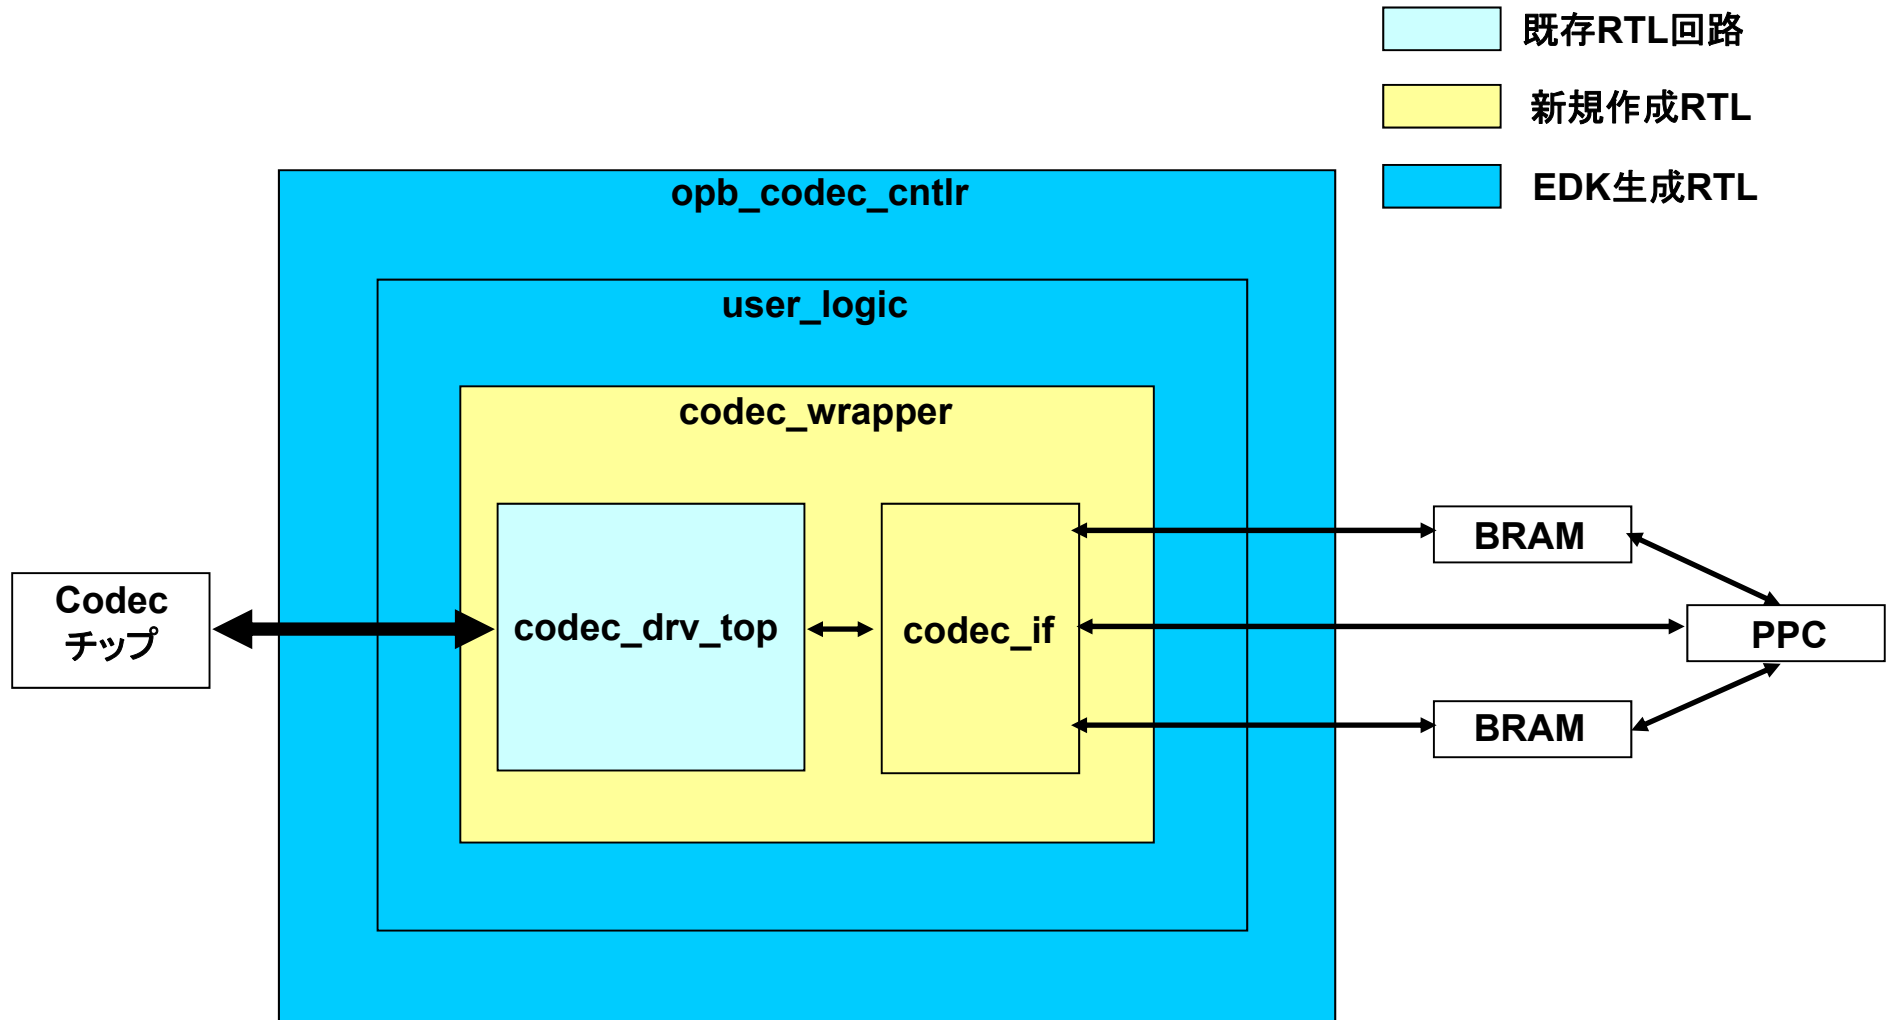 既存RTL回路
新規作成RTL
EDK生成RTL
opb_codec_cntlr
user_logic
codec_wrapper
codec_drv_top
codec_if
Codec
チップ
BRAM
PPC
BRAM